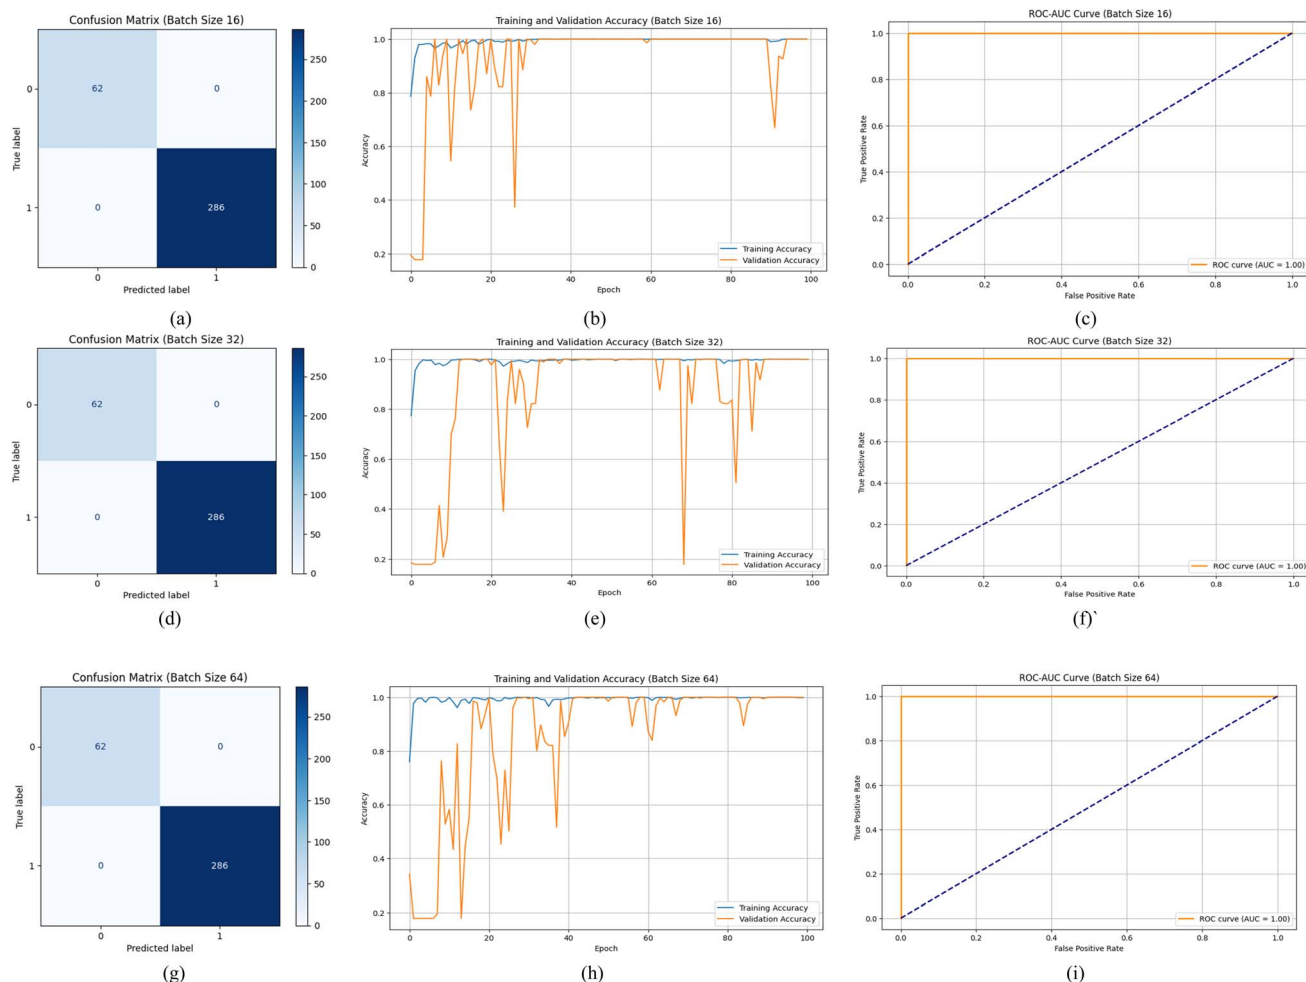 Confusion Matrix (Batch Size 16)
Training and Validation Accuracy (Batch Size 16)
ROC-AUC Curve (Batch Size 16)
True label
0
1
62
0
0
286
0
1
Predicted label
250
200
150
100
50
0
Accuracy
1.0
0.8
0.6
0.4
0.2
0
20
40
60
80
100
Epoch
Training Accuracy
Validation Accuracy
True Positive Rate
1.0
0.8
0.6
0.4
0.2
0.0
0.0
0.2
0.4
0.6
0.8
1.0
False Positive Rate
ROC curve (AUC = 1.00)
(a)
(b)
(c)
Confusion Matrix (Batch Size 32)
Training and Validation Accuracy (Batch Size 32)
ROC-AUC Curve (Batch Size 32)
True label
0
1
62
0
0
286
0
1
Predicted label
250
200
150
100
50
0
Accuracy
1.0
0.8
0.6
0.4
0.2
0
20
40
60
80
100
Epoch
Training Accuracy
Validation Accuracy
True Positive Rate
1.0
0.8
0.6
0.4
0.2
0.0
0.0
0.2
0.4
0.6
0.8
1.0
False Positive Rate
ROC curve (AUC = 1.00)
(d)
(e)
(f)`
Confusion Matrix (Batch Size 64)
Training and Validation Accuracy (Batch Size 64)
ROC-AUC Curve (Batch Size 64)
True label
0
1
62
0
0
286
0
1
Predicted label
250
200
150
100
50
0
Accuracy
1.0
0.8
0.6
0.4
0.2
0
20
40
60
80
100
Epoch
Training Accuracy
Validation Accuracy
True Positive Rate
1.0
0.8
0.6
0.4
0.2
0.0
0.0
0.2
0.4
0.6
0.8
1.0
False Positive Rate
ROC curve (AUC = 1.00)
(g)
(h)
(i)